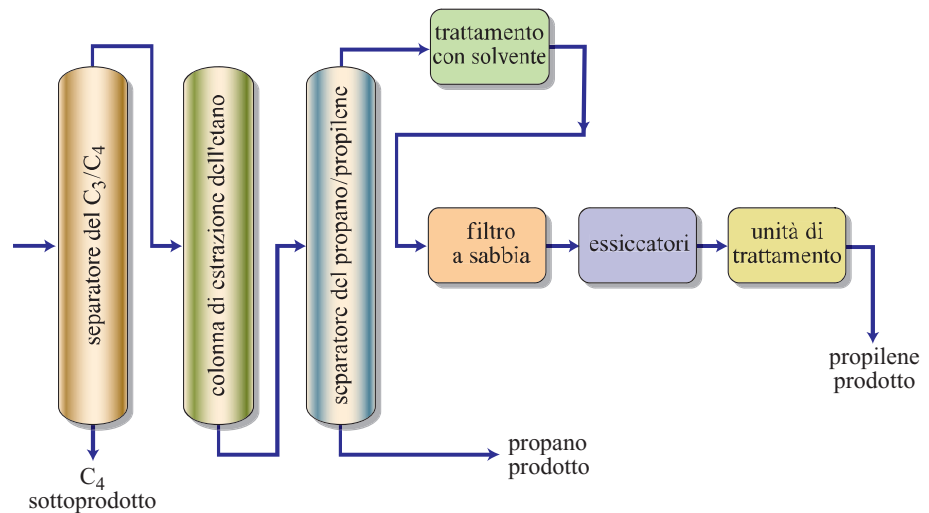 separatore del C3/C4
colonna di estrazione dell'etano
separatore del propano/propilene
trattamento
con solvente
filtro
a sabbia
essiccatori
unità di
trattamento
propilene
prodotto
propano
prodotto
C4
sottoprodotto